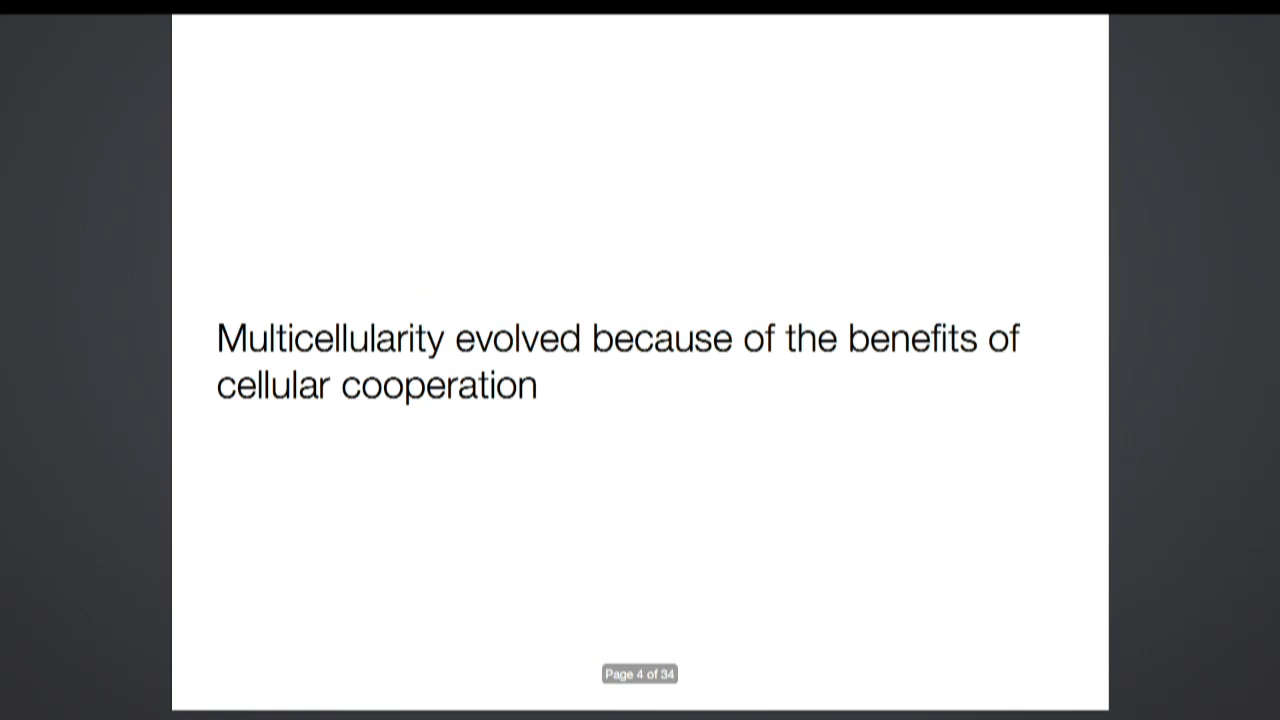 Multicellularity evolved because of the benefits of
cellular cooperation
Page 4 of 34